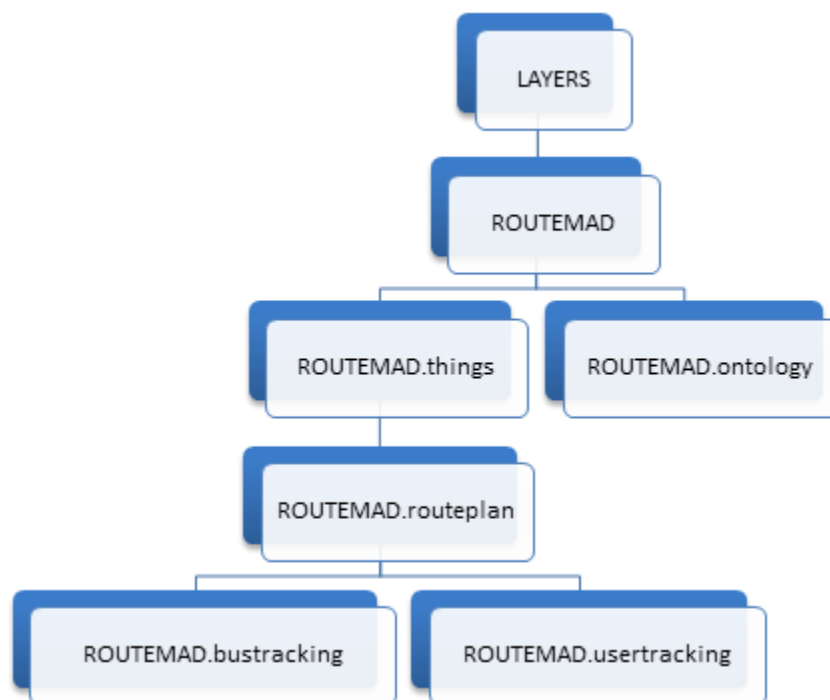 LAYERS
ROUTEMAD
ROUTEMAD.things
ROUTEMAD.ontology
ROUTEMAD.routeplan
ROUTEMAD.bustracking
ROUTEMAD.usertracking